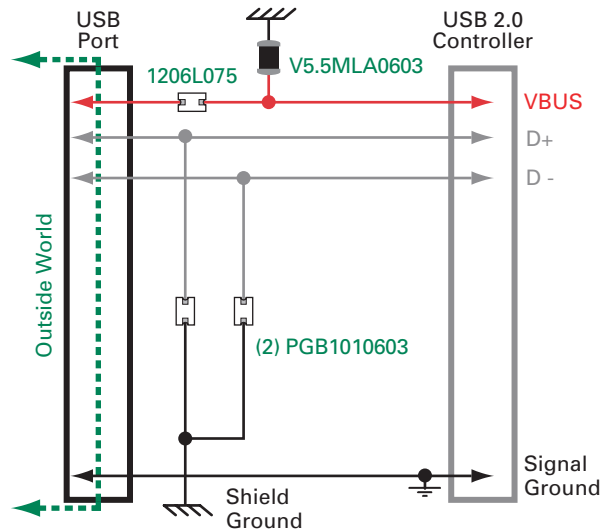 USB
Port
USB 2.0
Controller
1206L075
V5.5MLA0603
VBUS
D+
D -
Outside World
(2) PGB1010603
Shield
Ground
Signal
Ground